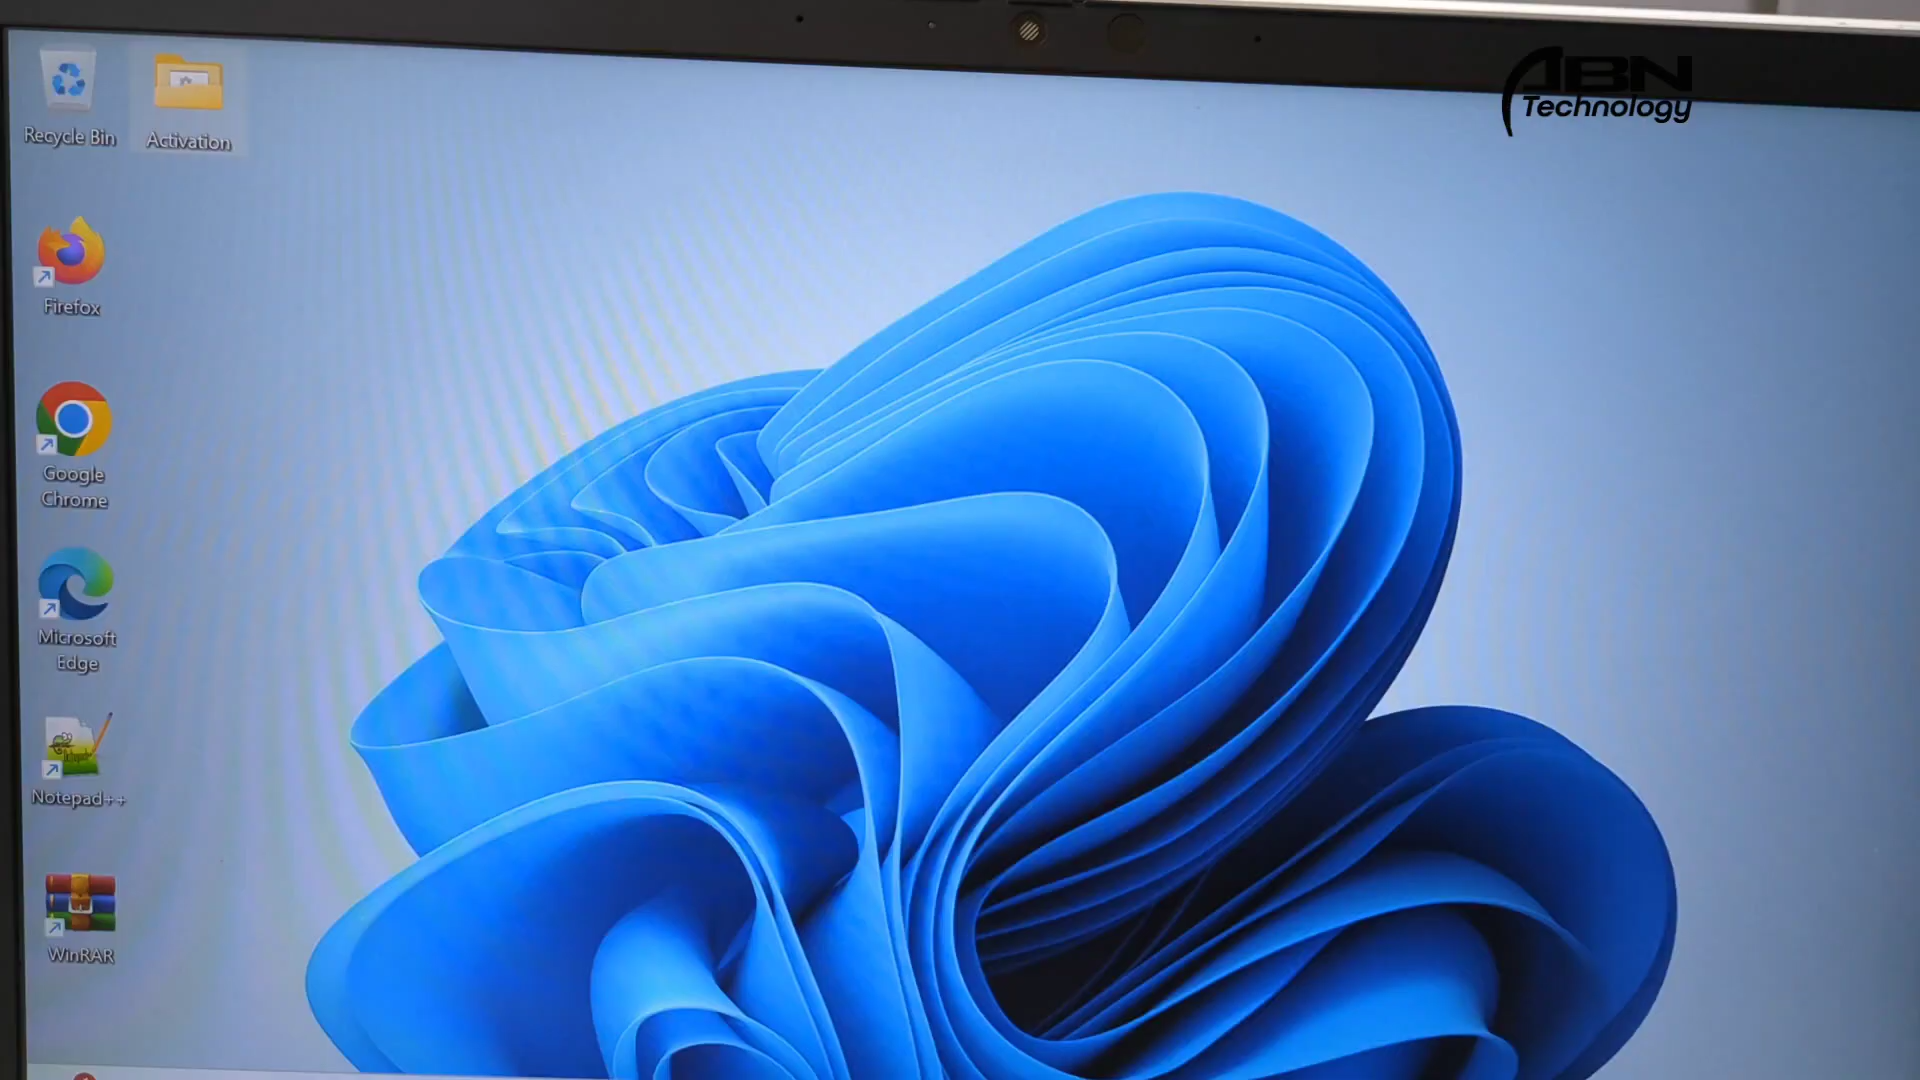 ABN
Technology
Recycle Bin
Activation
Firefox
Google
Chrome
Microsoft
Edge
Notepad++
WinRAR